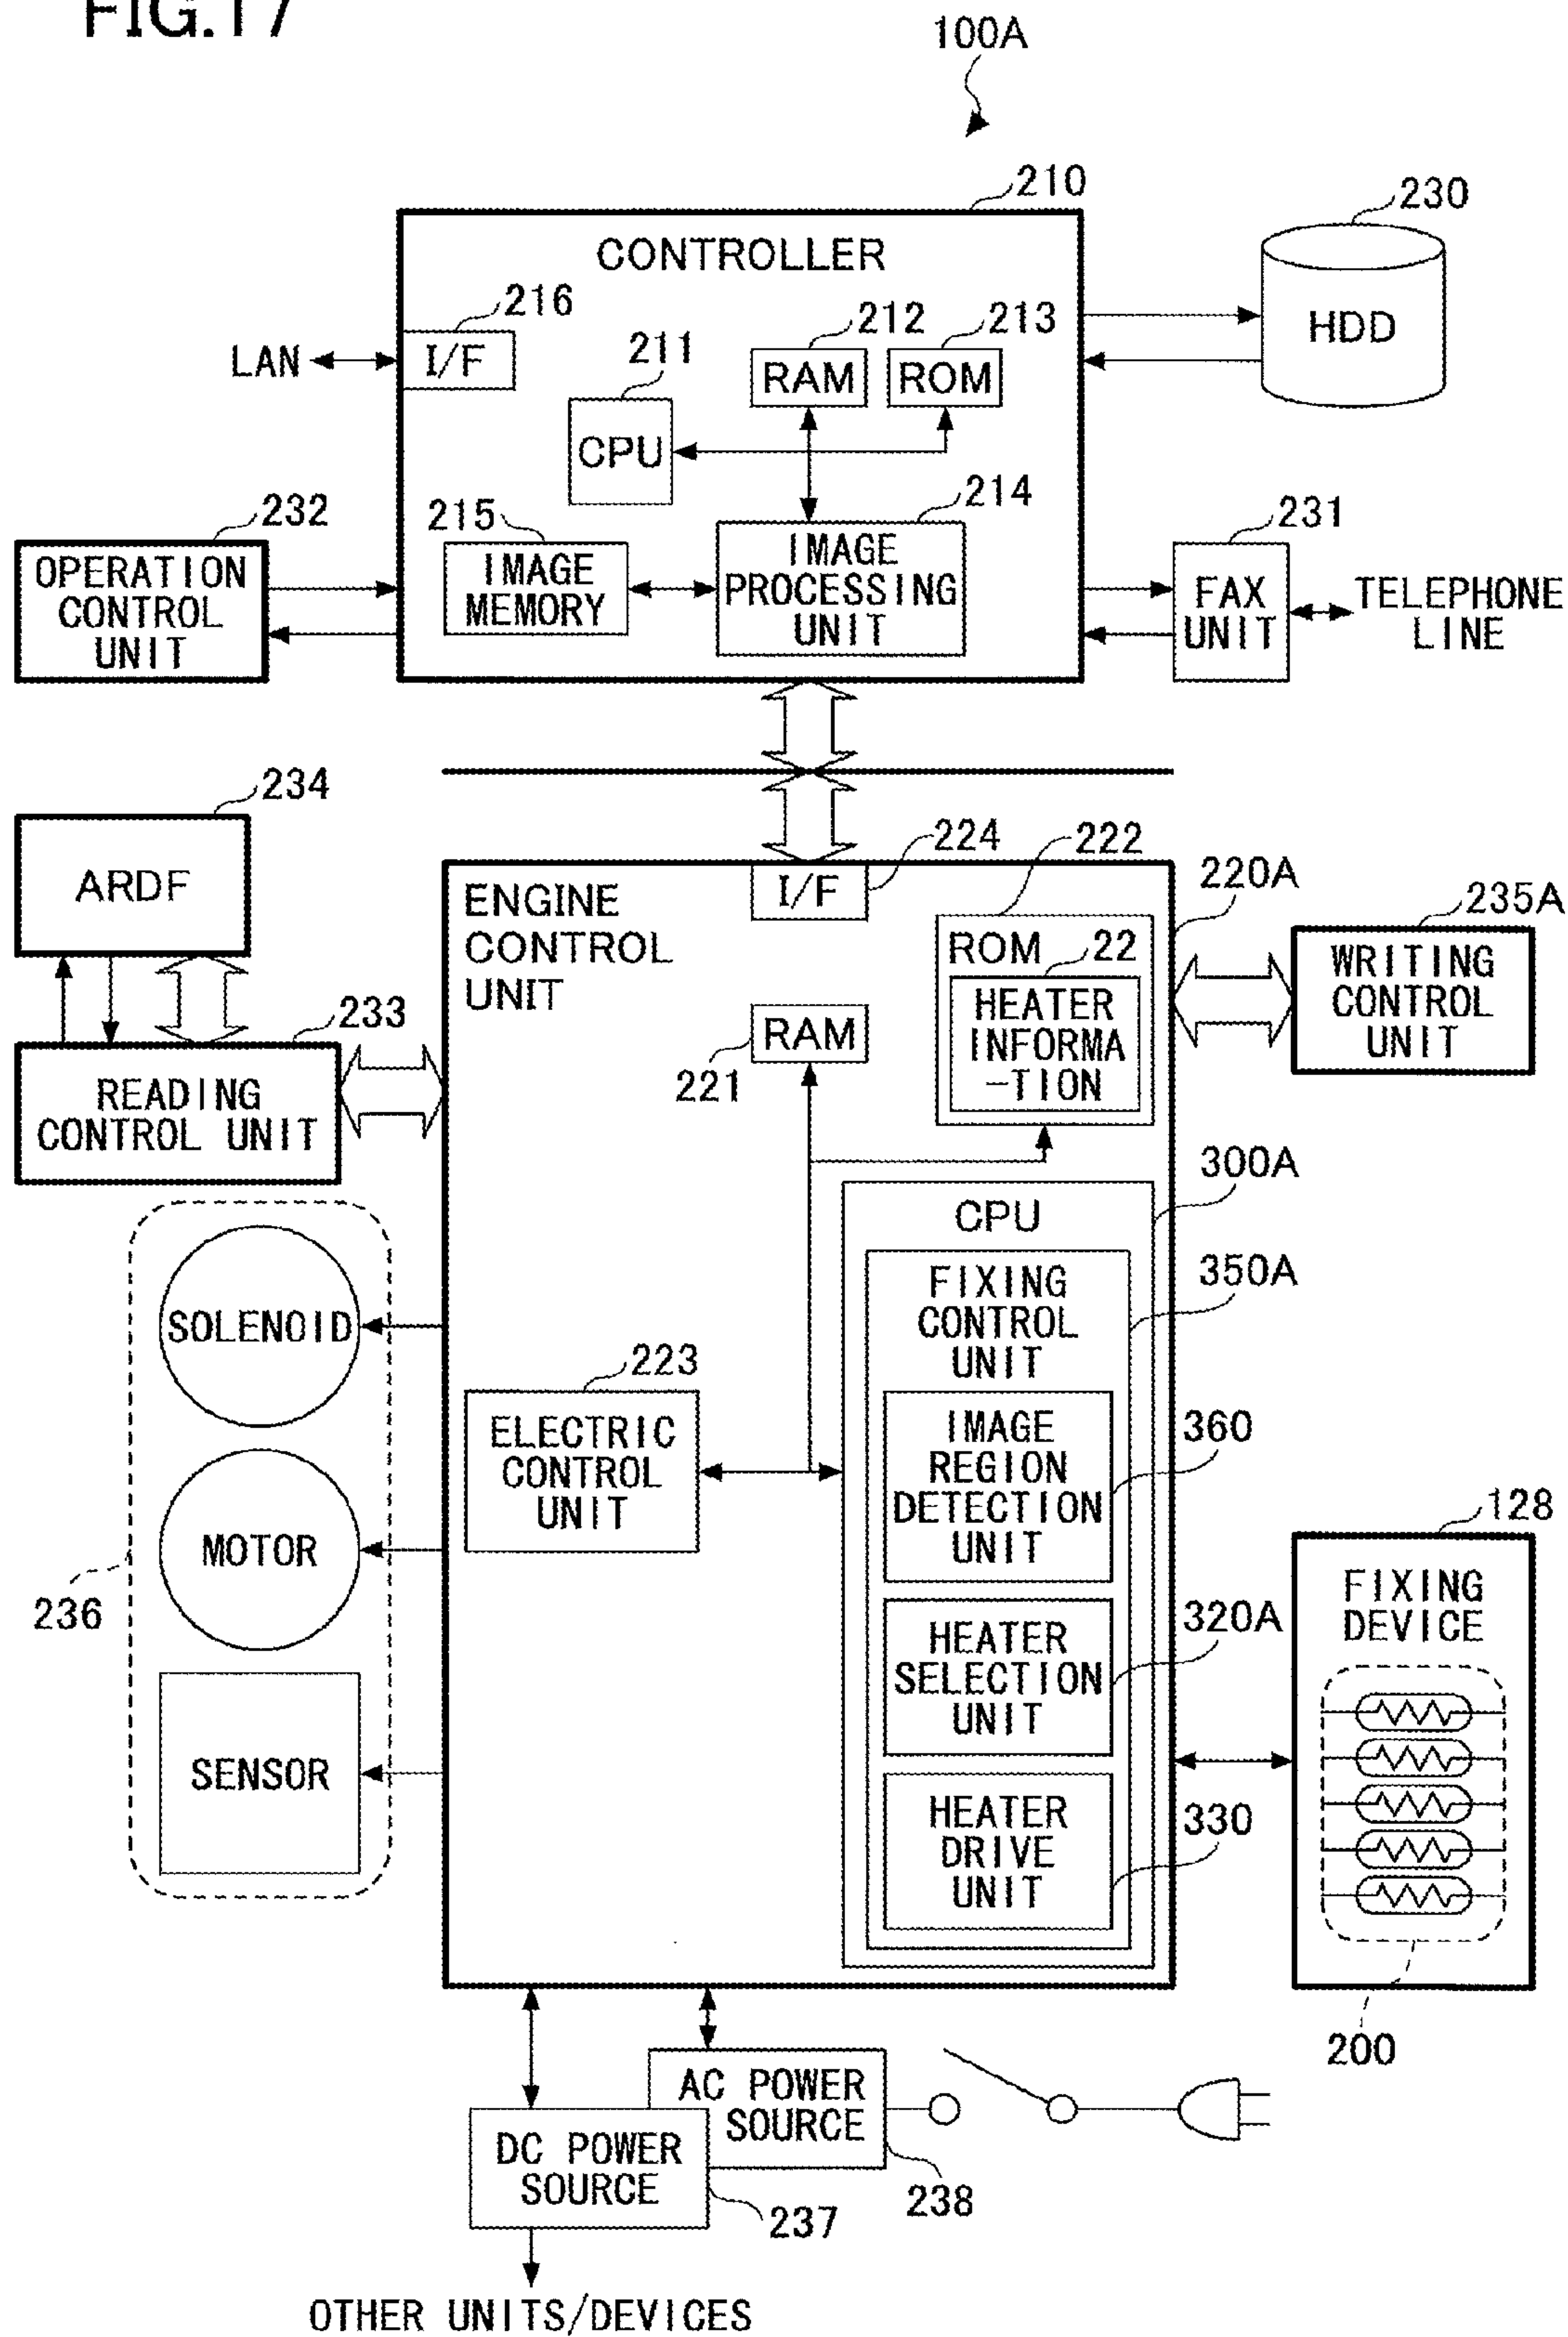 FIG.17
100A
210
230
CONTROLLER
216
212
213
HDD
LAN
I/F
211
RAM
ROM
CPU
214
232
215
231
OPERATION
CONTROL
UNIT
IMAGE
MEMORY
IMAGE
PROCESSING
UNIT
FAX
UNIT
TELEPHONE
LINE
234
224
222
220A
235A
ARDF
ENGINE
CONTROL
UNIT
I/F
ROM
22
HEATER
INFORMA
-TION
WRITING
CONTROL
UNIT
233
RAM
221
READING
CONTROL UNIT
300A
CPU
350A
FIXING
CONTROL
UNIT
SOLENOID
223
ELECTRIC
CONTROL
UNIT
360
IMAGE
REGION
DETECTION
UNIT
128
MOTOR
FIXING
DEVICE
236
320A
HEATER
SELECTION
UNIT
SENSOR
330
HEATER
DRIVE
UNIT
200
AC POWER
SOURCE
DC POWER
SOURCE
238
237
OTHER UNITS/DEVICES